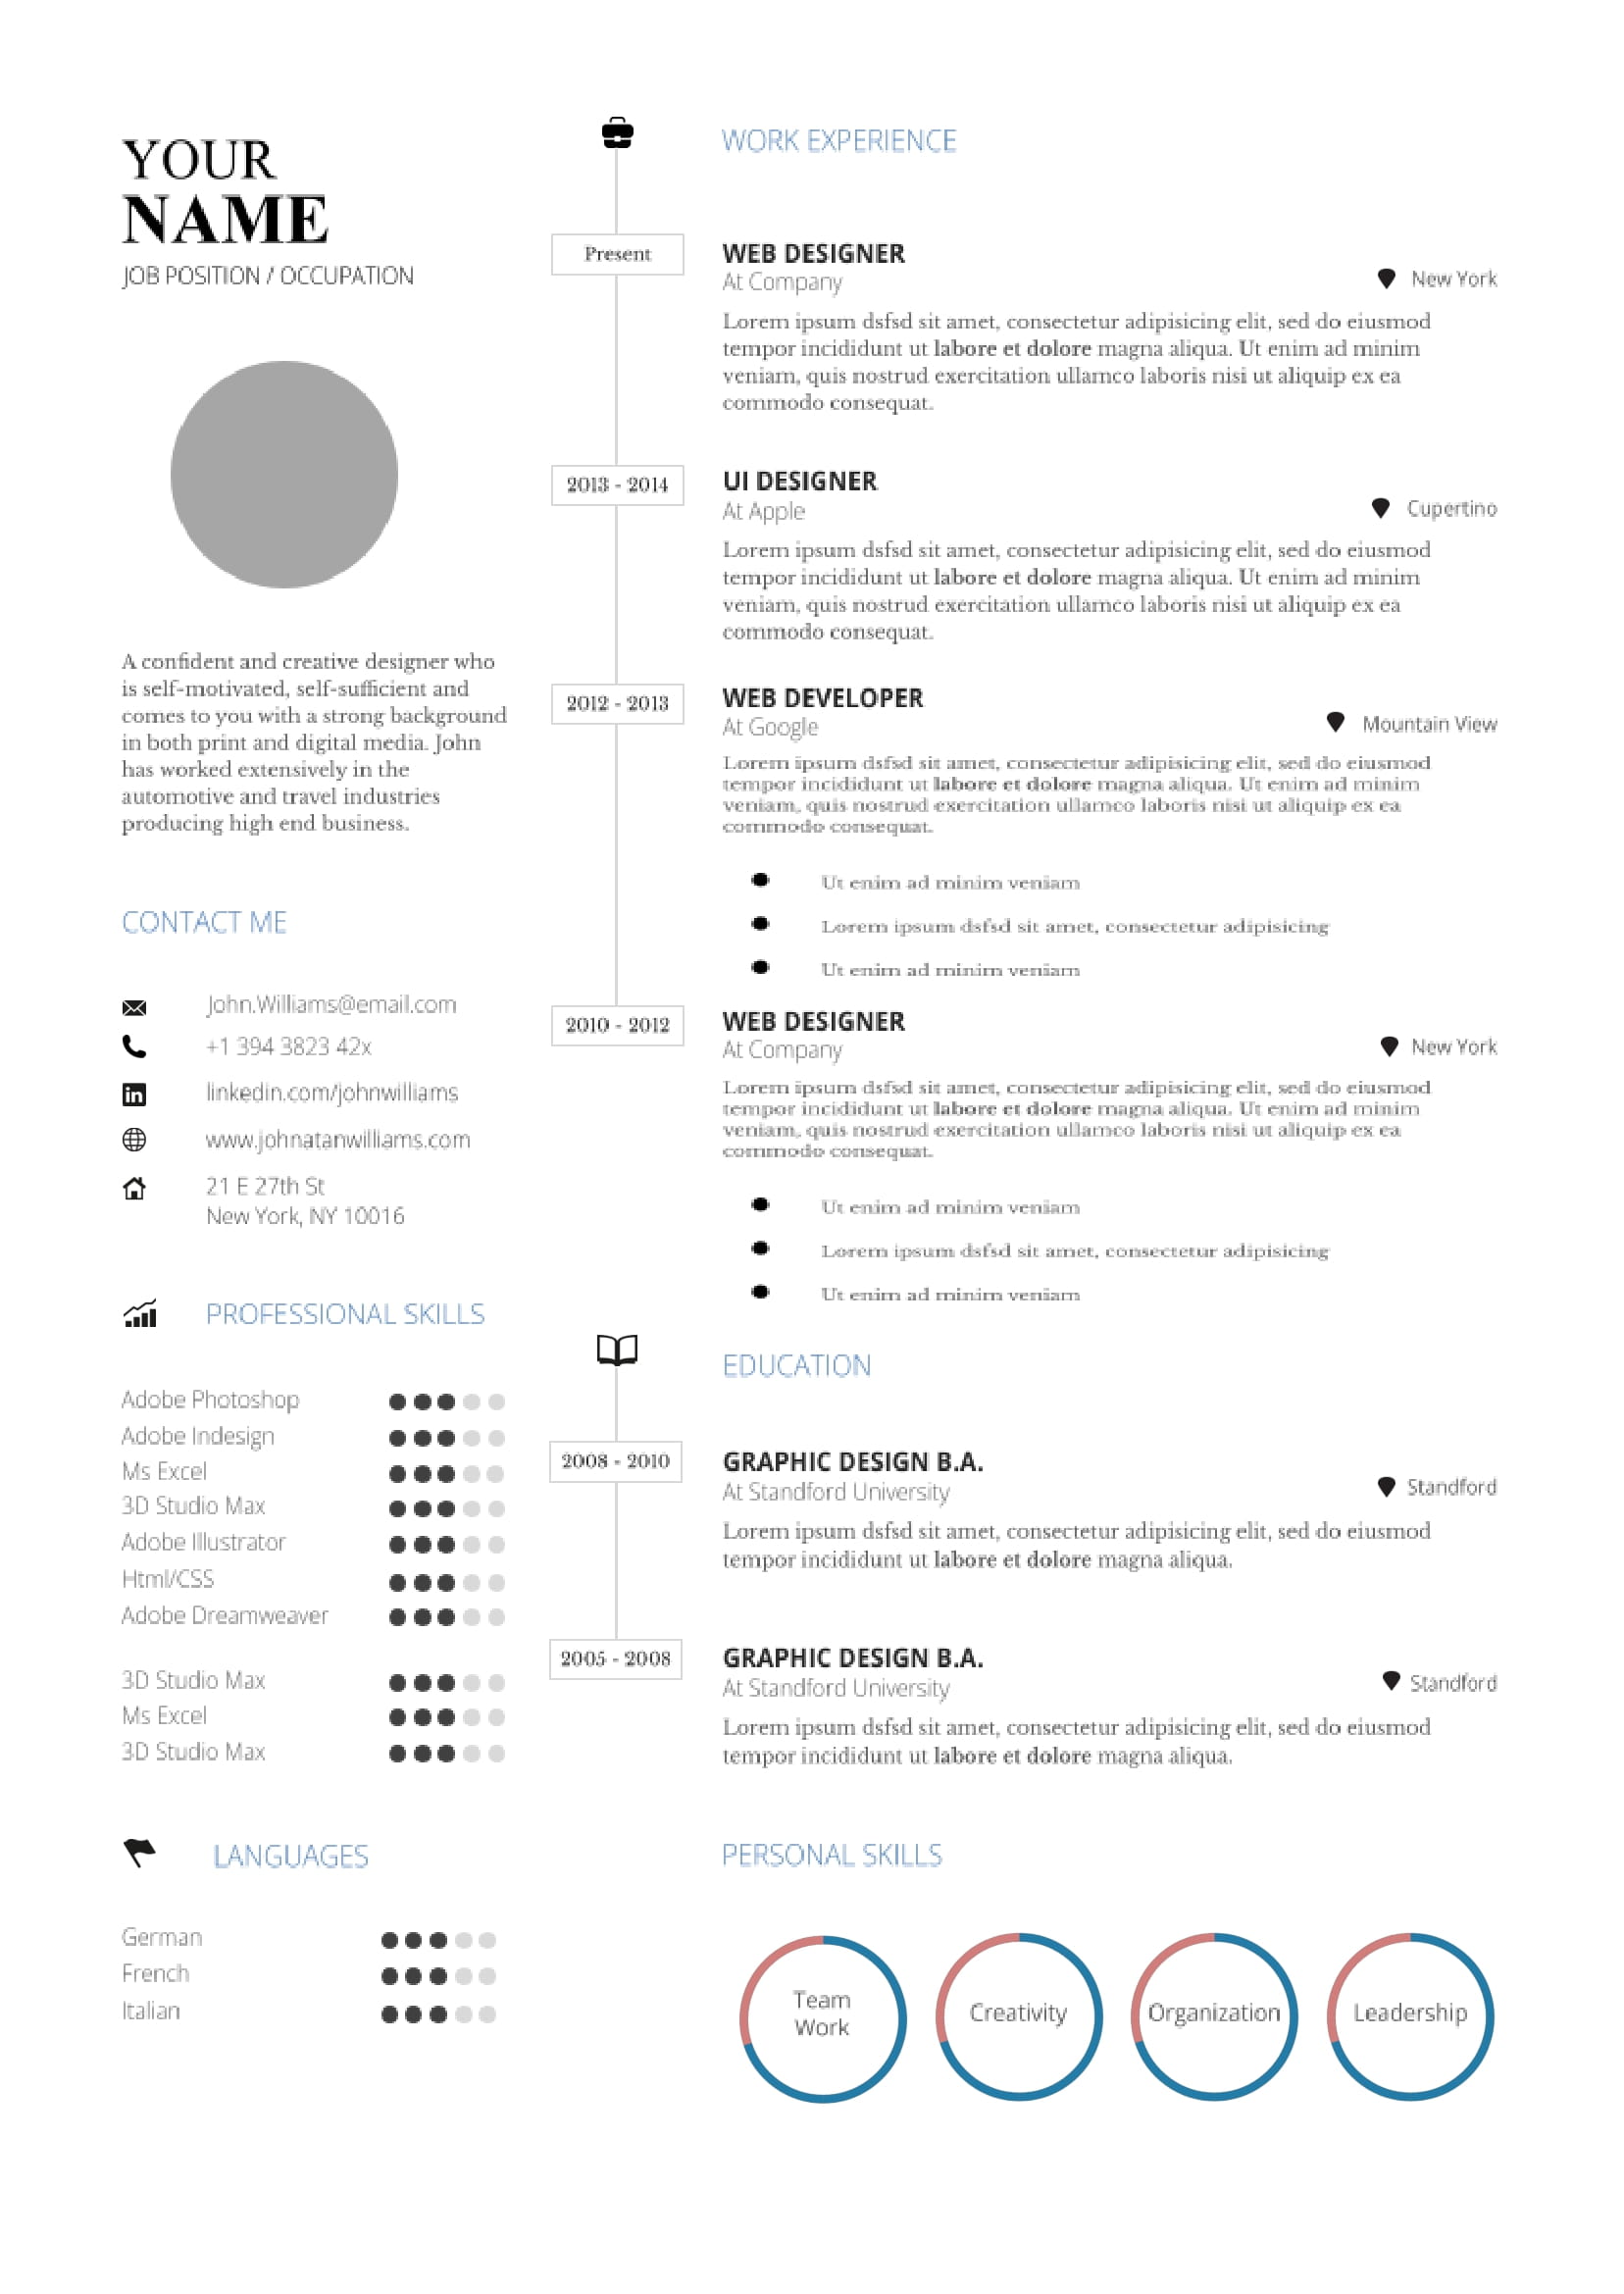 YOUR
NAME
JOB POSITION / OCCUPATION
A confident and creative designer who
is self-motivated, self-sufficient and
comes to you with a strong background
in both print and digital media. John
has worked extensively in the
automotive and travel industries
producing high end business.
CONTACT ME
John.Williams@email.com
+1 394 3823 42x
linkedin.com/johnwilliams
www.johnatanwilliams.com
21 E 27th St
New York, NY 10016
PROFESSIONAL SKILLS
Adobe Photoshop
Adobe Indesign
Ms Excel
3D Studio Max
Adobe Illustrator
Html/CSS
Adobe Dreamweaver
3D Studio Max
Ms Excel
3D Studio Max
LANGUAGES
German
French
Italian
WORK EXPERIENCE
Present
WEB DESIGNER
At Company
New York
Lorem ipsum dsfsd sit amet, consectetur adipisicing elit, sed do eiusmod
tempor incididunt ut labore et dolore magna aliqua. Ut enim ad minim
veniam, quis nostrud exercitation ullamco laboris nisi ut aliquip ex ea
commodo consequat.
2013 - 2014
UI DESIGNER
At Apple
Cupertino
Lorem ipsum dsfsd sit amet, consectetur adipisicing elit, sed do eiusmod
tempor incididunt ut labore et dolore magna aliqua. Ut enim ad minim
veniam, quis nostrud exercitation ullamco laboris nisi ut aliquip ex ea
commodo consequat.
2012 - 2013
WEB DEVELOPER
At Google
Mountain View
Lorem ipsum dsfsd sit amet, consectetur adipisicing elit, sed do eiusmod
tempor incididunt ut labore et dolore magna aliqua. Ut enim ad minim
veniam, quis nostrud exercitation ullamco laboris nisi ut aliquip ex ea
commodo consequat.
Ut enim ad minim veniam
Lorem ipsum dsfsd sit amet, consectetur adipisicing
Ut enim ad minim veniam
2010 - 2012
WEB DESIGNER
At Company
New York
Lorem ipsum dsfsd sit amet, consectetur adipisicing elit, sed do eiusmod
tempor incididunt ut labore et dolore magna aliqua. Ut enim ad minim
veniam, quis nostrud exercitation ullamco laboris nisi ut aliquip ex ea
commodo consequat.
Ut enim ad minim veniam
Lorem ipsum dsfsd sit amet, consectetur adipisicing
Ut enim ad minim veniam
EDUCATION
2008 - 2010
GRAPHIC DESIGN B.A.
At Standford University
Standford
Lorem ipsum dsfsd sit amet, consectetur adipisicing elit, sed do eiusmod
tempor incididunt ut labore et dolore magna aliqua.
2005 - 2008
GRAPHIC DESIGN B.A.
At Standford University
Standford
Lorem ipsum dsfsd sit amet, consectetur adipisicing elit, sed do eiusmod
tempor incididunt ut labore et dolore magna aliqua.
PERSONAL SKILLS
Team
Work
Creativity
Organization
Leadership